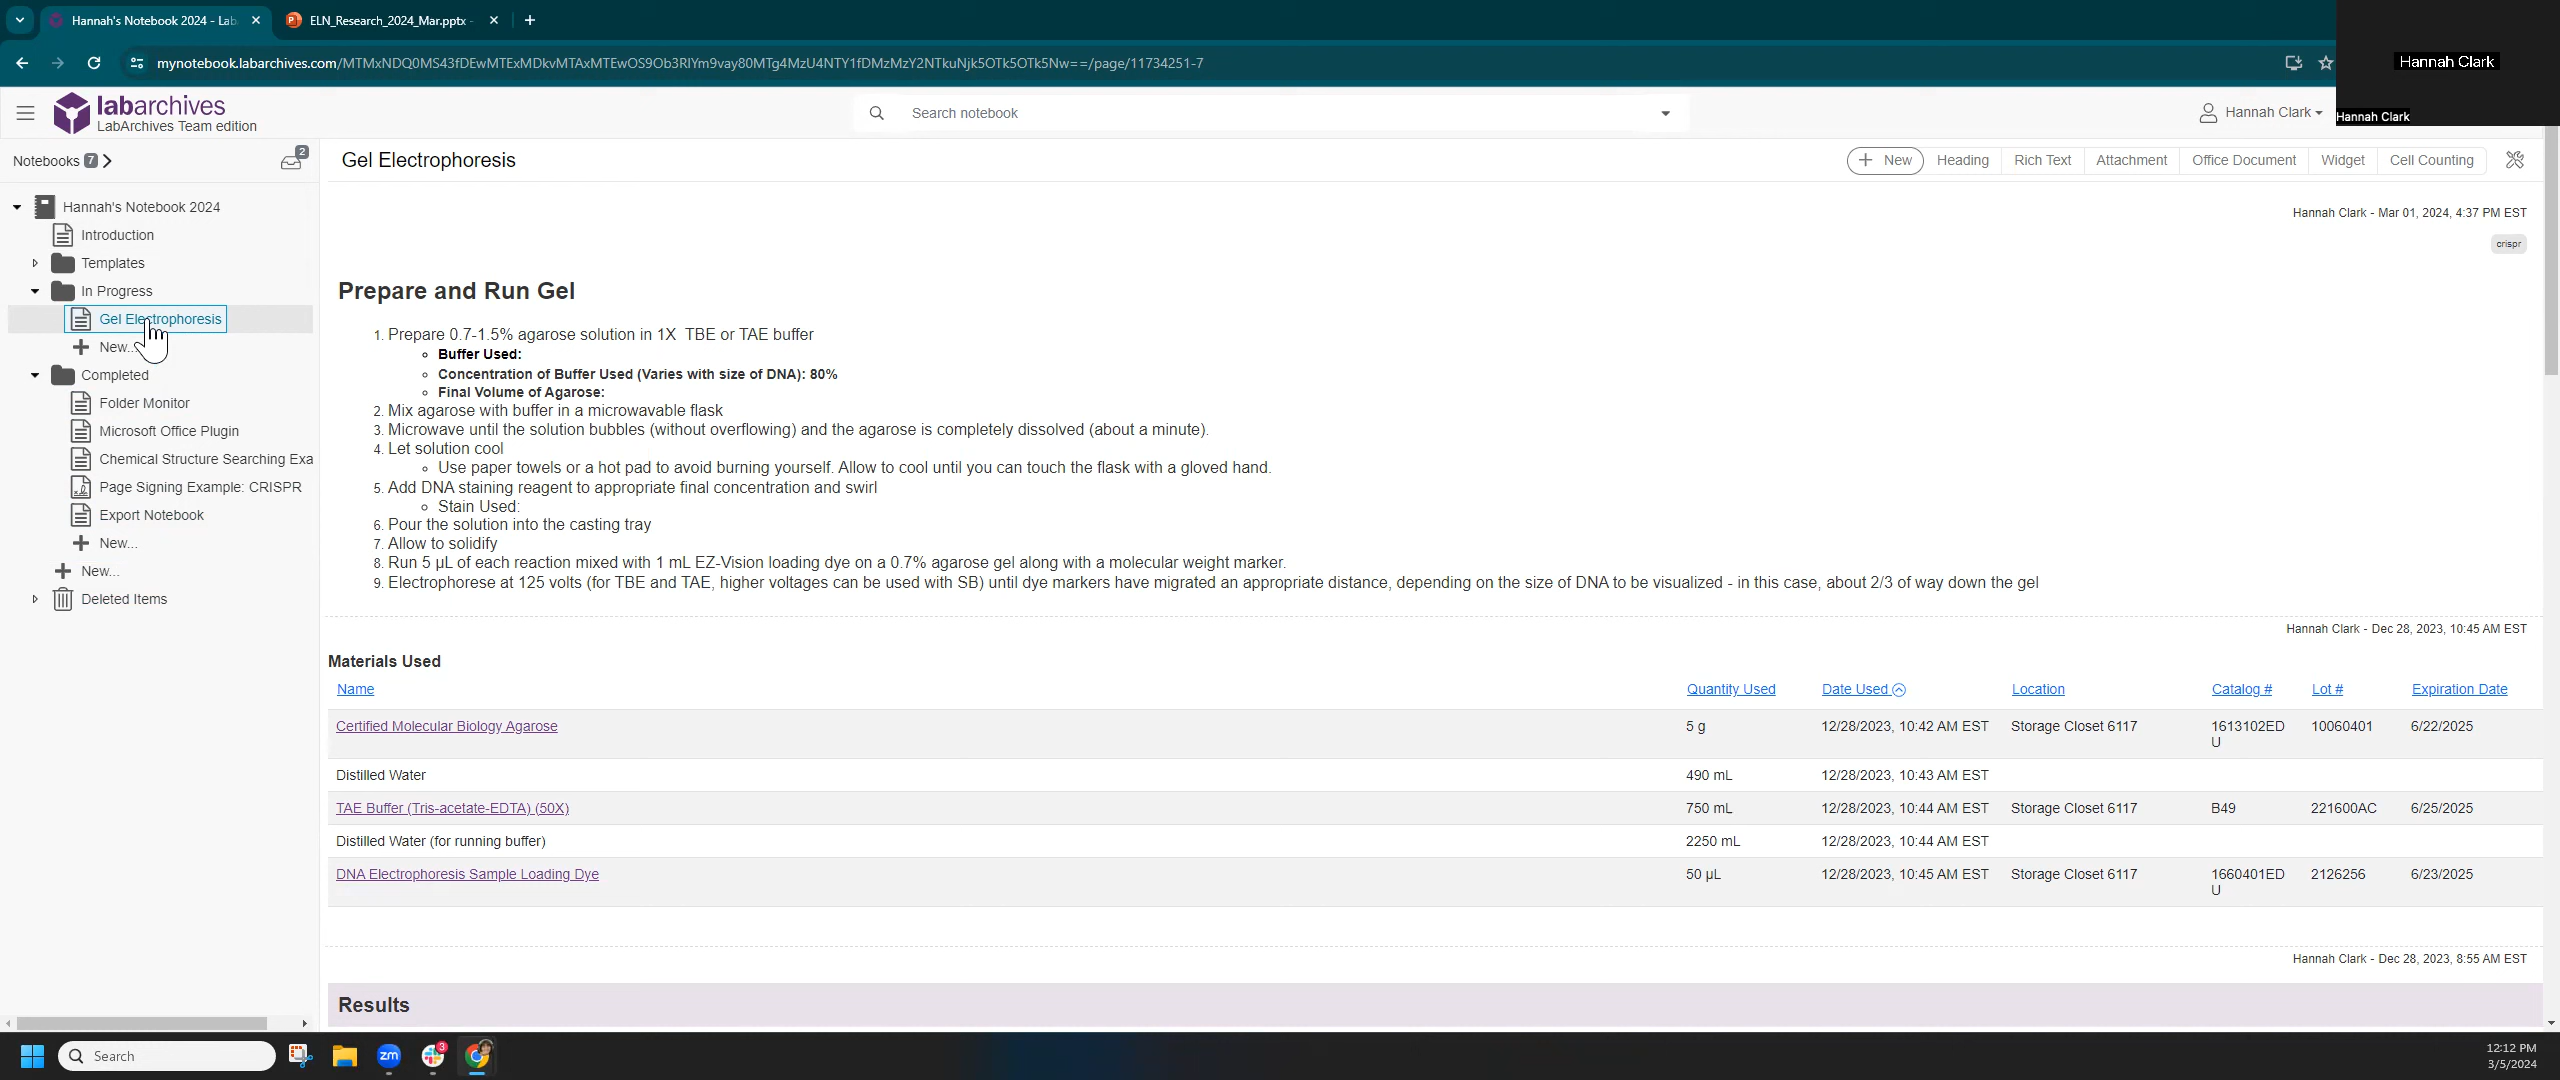 Hannah's Notebook 2024 - Lab
ELN_Research_2024_Mar.pptx -
Hannah Clark
Hannah Clark
labarchives
LabArchives Team edition
Search notebook
Hannah Clark
Notebooks 7
2
Gel Electrophoresis
New Heading Rich Text Attachment Office Document Widget Cell Counting
Hannah's Notebook 2024
Introduction
Templates
In Progress
Gel Electrophoresis
New...
Completed
Folder Monitor
Microsoft Office Plugin
Chemical Structure Searching Exa
Page Signing Example: CRISPR
Export Notebook
New...
New...
Deleted Items
Hannah Clark - Mar 01, 2024, 4:37 PM EST
crispr
Prepare and Run Gel
1. Prepare 0.7-1.5% agarose solution in 1X TBE or TAE buffer
Buffer Used:
Concentration of Buffer Used (Varies with size of DNA): 80%
Final Volume of Agarose:
2. Mix agarose with buffer in a microwavable flask
3. Microwave until the solution bubbles (without overflowing) and the agarose is completely dissolved (about a minute).
4. Let solution cool
Use paper towels or a hot pad to avoid burning yourself. Allow to cool until you can touch the flask with a gloved hand.
5. Add DNA staining reagent to appropriate final concentration and swirl
Stain Used:
6. Pour the solution into the casting tray
7. Allow to solidify
8. Run 5 µL of each reaction mixed with 1 mL EZ-Vision loading dye on a 0.7% agarose gel along with a molecular weight marker.
9. Electrophorese at 125 volts (for TBE and TAE, higher voltages can be used with SB) until dye markers have migrated an appropriate distance, depending on the size of DNA to be visualized - in this case, about 2/3 of way down the gel
Hannah Clark - Dec 28, 2023, 10:45 AM EST
Materials Used
Name Quantity Used Date Used Location Catalog # Lot # Expiration Date
Certified Molecular Biology Agarose 5 g 12/28/2023, 10:42 AM EST Storage Closet 6117 1613102ED 10060401 6/22/2025
U
Distilled Water 490 mL 12/28/2023, 10:43 AM EST
TAE Buffer (Tris-acetate-EDTA) (50X) 750 mL 12/28/2023, 10:44 AM EST Storage Closet 6117 B49 221600AC 6/25/2025
Distilled Water (for running buffer) 2250 mL 12/28/2023, 10:44 AM EST
DNA Electrophoresis Sample Loading Dye 50 µL 12/28/2023, 10:45 AM EST Storage Closet 6117 1660401ED 2126256 6/23/2025
U
Hannah Clark - Dec 28, 2023, 8:55 AM EST
Results
Search
zm
3
12:12 PM
3/5/2024